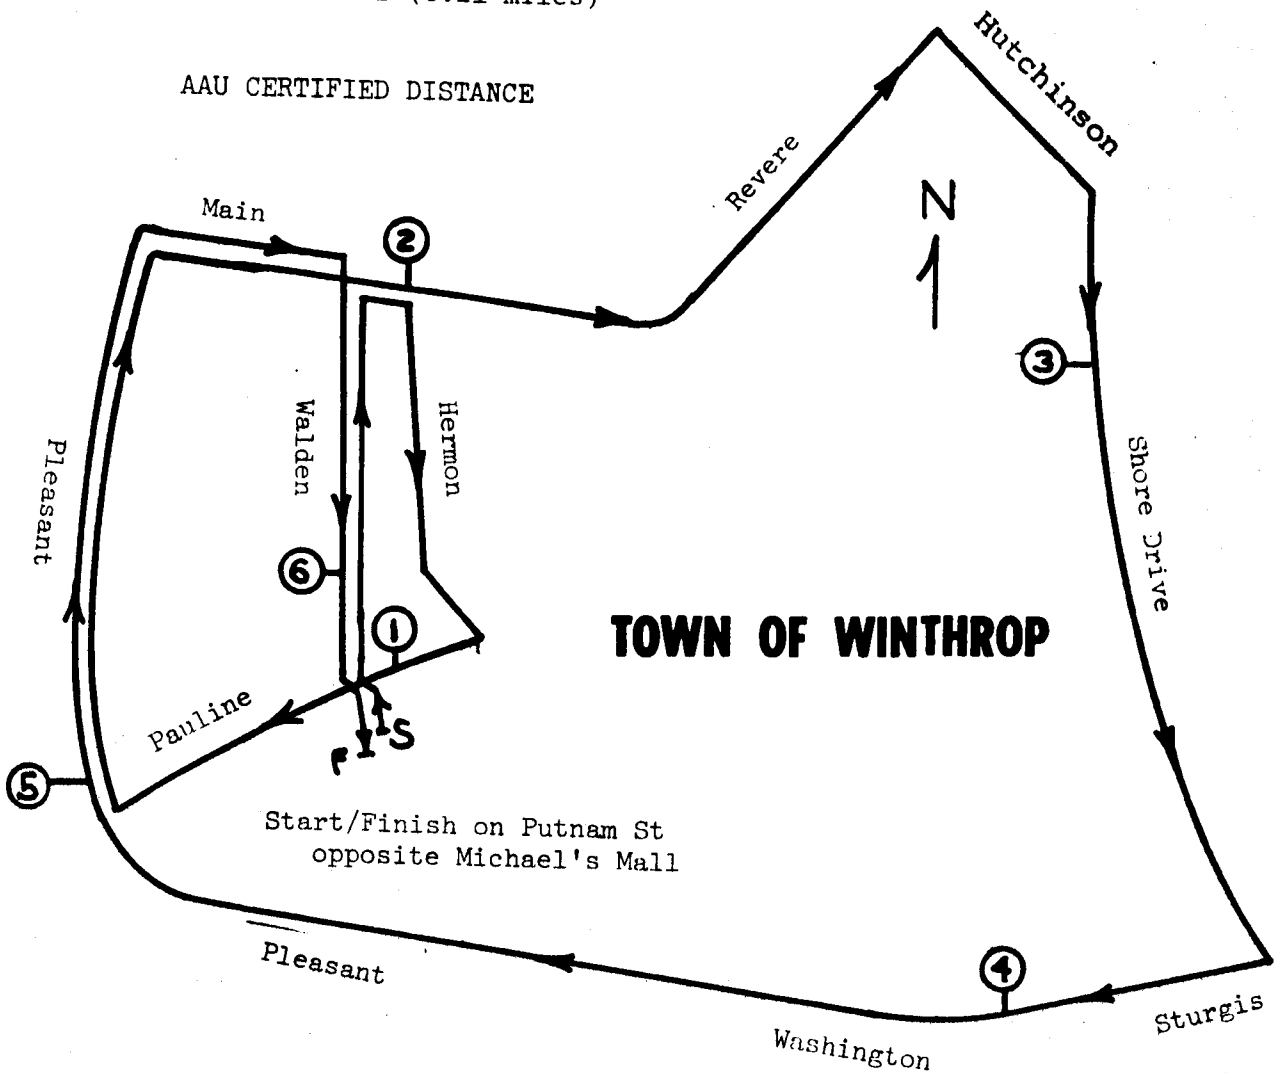 miles)
AAU CERTIFIED DISTANCE
Hutchinson
Revere
N
Main
2
3
Walden
Hermon
Pleasant
Shore Drive
6
1
TOWN OF WINTHROP
Pauline
S
F
5
Start/Finish on Putnam St
opposite Michael's Mall
Pleasant
4
Sturgis
Washington